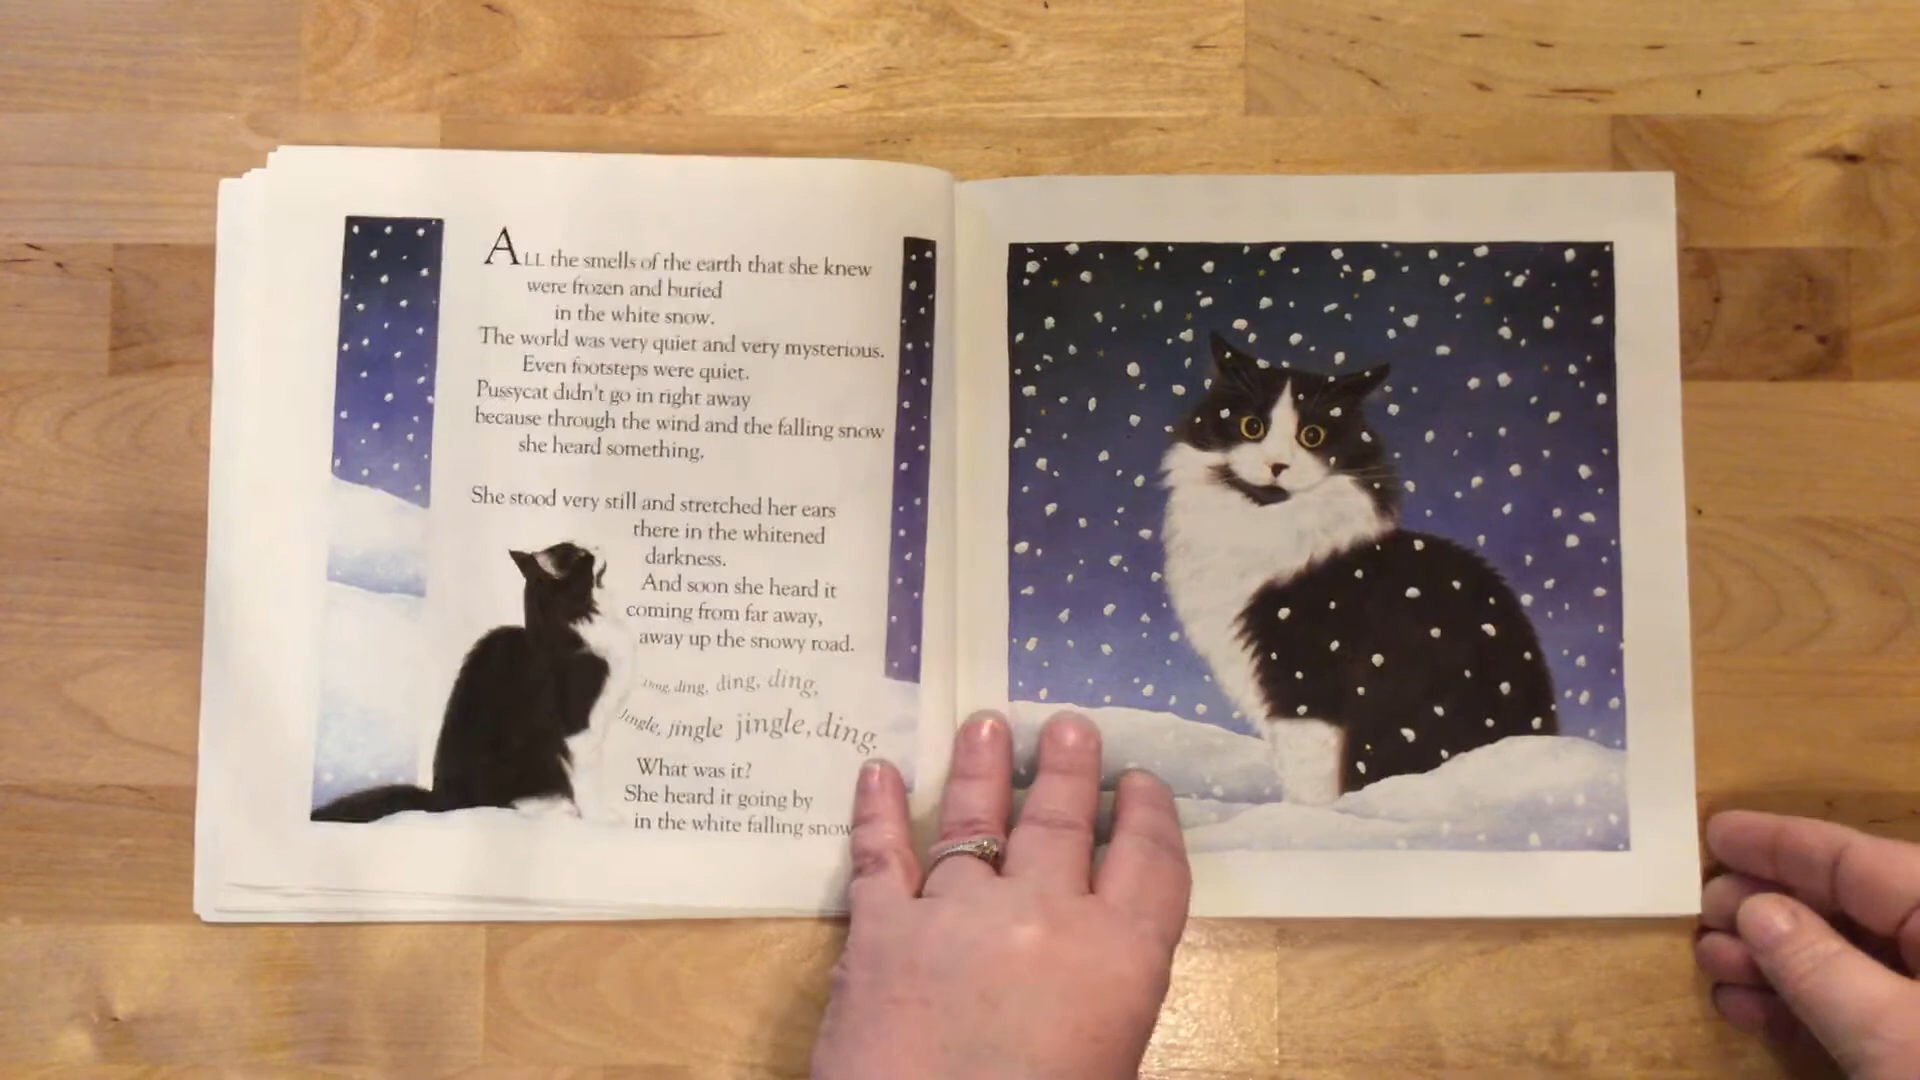 ALL the smells of the earth that she knew
were frozen and buried
in the white snow.
The world was very quiet and very mysterious.
Even footsteps were quiet.
Pussycat didn't go in right away
because through the wind and the falling snow
she heard something.
She stood very still and stretched her ears
there in the whitened
darkness.
And soon she heard it
coming from far away,
away up the snowy road.
Ding, ding, ding, ding,
Jingle, jingle jingle, ding.
What was it?
She heard it going by
in the white falling snow